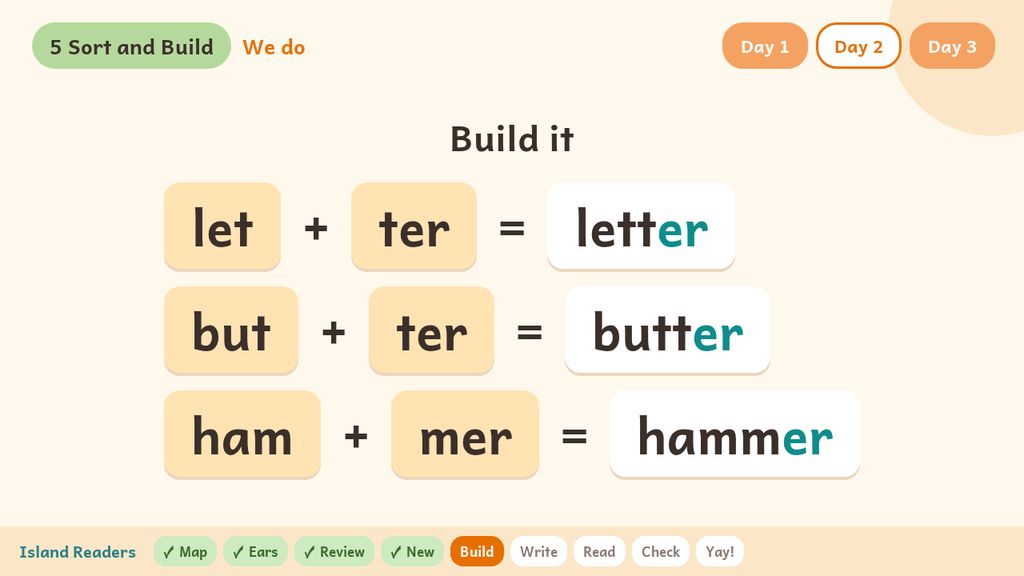 5 Sort and Build We do Day 1 Day 2 Day 3
Build it
let + ter = letter
but + ter = butter
ham + mer = hammer
Island Readers ✓ Map ✓ Ears ✓ Review ✓ New Build Write Read Check Yay!